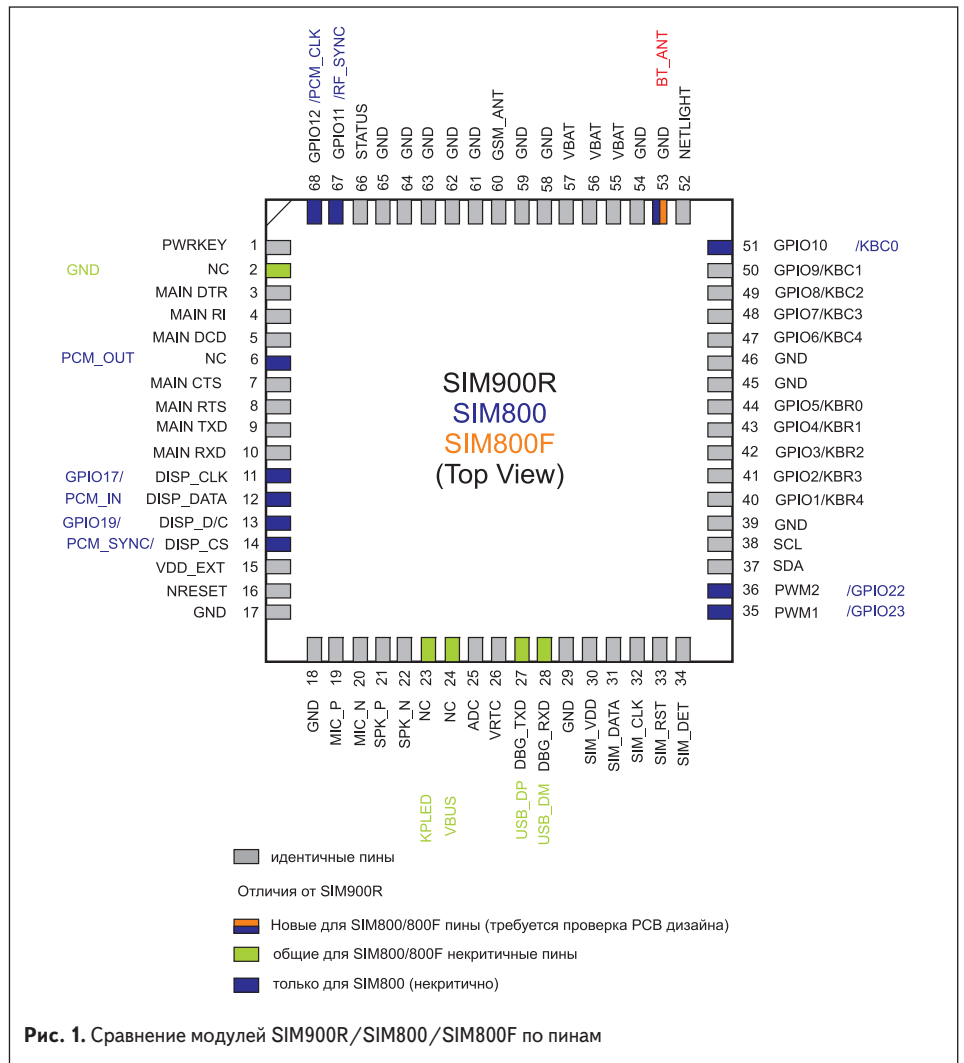 68 GPIO12 /PCM_CLK
67 GPIO11 /RF_SYNC
66 STATUS
65 GND
64 GND
63 GND
62 GND
61 GND
60 GSM_ANT
59 GND
58 GND
57 VBAT
56 VBAT
55 VBAT
54 GND
53 GND BT_ANT
52 NETLIGHT
PWRKEY 1
GND NC 2
MAIN DTR 3
MAIN RI 4
MAIN DCD 5
PCM_OUT NC 6
MAIN CTS 7
MAIN RTS 8
MAIN TXD 9
MAIN RXD 10
GPIO17/ DISP_CLK 11
PCM_IN DISP_DATA 12
GPIO19/ DISP_D/C 13
PCM_SYNC/ DISP_CS 14
VDD_EXT 15
NRESET 16
GND 17
SIM900R
SIM800
SIM800F
(Top View)
51 GPIO10 /KBC0
50 GPIO9/KBC1
49 GPIO8/KBC2
48 GPIO7/KBC3
47 GPIO6/KBC4
46 GND
45 GND
44 GPIO5/KBR0
43 GPIO4/KBR1
42 GPIO3/KBR2
41 GPIO2/KBR3
40 GPIO1/KBR4
39 GND
38 SCL
37 SDA
36 PWM2 /GPIO22
35 PWM1 /GPIO23
18 GND
19 MIC_P
20 MIC_N
21 SPK_P
22 SPK_N
23 NC KPLED
24 NC VBUS
25 ADC
26 VRTC
27 DBG_TXD USB_DP
28 DBG_RXD USB_DM
29 GND
30 SIM_VDD
31 SIM_DATA
32 SIM_CLK
33 SIM_RST
34 SIM_DET
идентичные пины
Отличия от SIM900R
Новые для SIM800/800F пины (требуется проверка PCB дизайна)
общие для SIM800/800F некритичные пины
только для SIM800 (некритично)
Рис. 1. Сравнение модулей SIM900R/SIM800/SIM800F по пинам